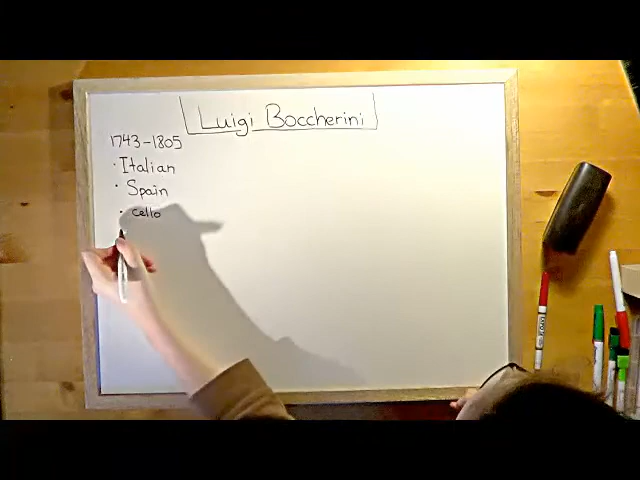 Luigi Boccherini
1743-1805
· Italian
· Spain
· cello